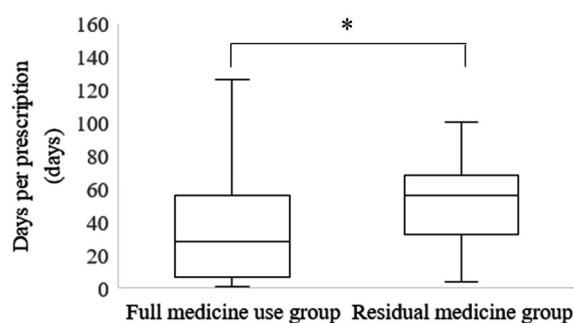 160
140
120
100
80
60
40
20
0
Days per prescription
(days)
*
Full medicine use group
Residual medicine group